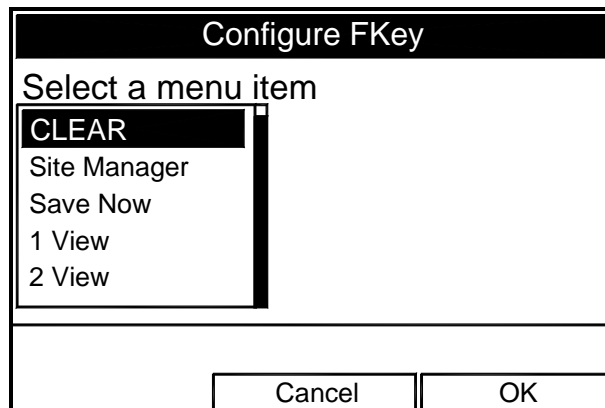 Configure FKey
Select a menu item
CLEAR
Site Manager
Save Now
1 View
2 View
Cancel OK